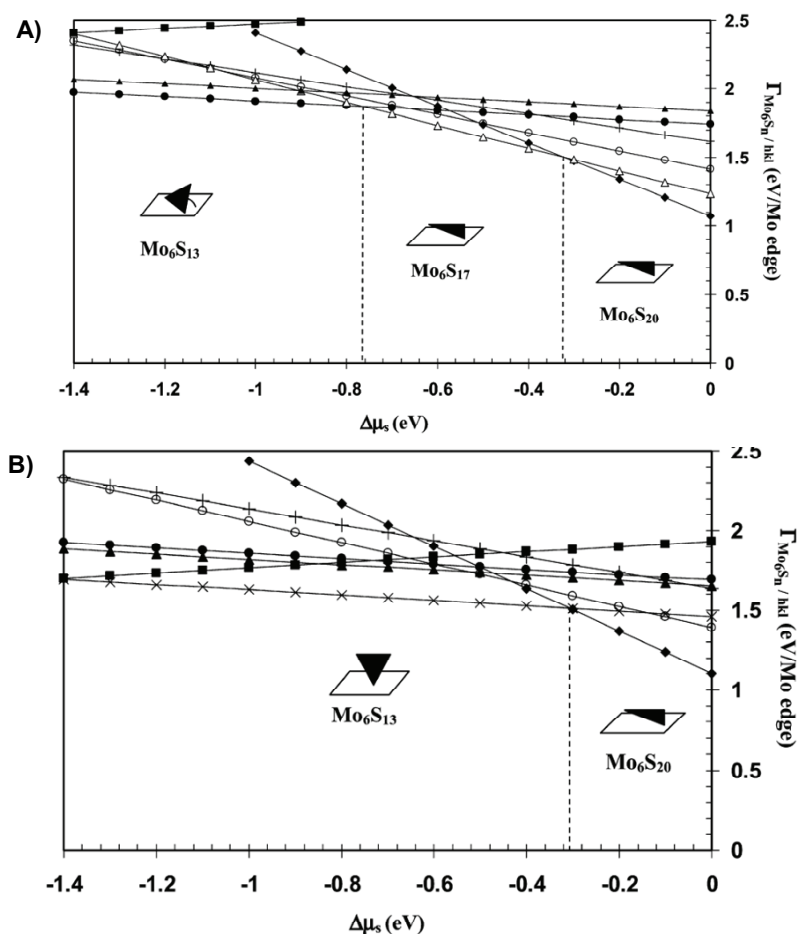 A)
2.5
2
1.5
1
0.5
0
Γ Mo6Sn / hkl (eV/Mo edge)
Mo6S13
Mo6S17
Mo6S20
-1.4 -1.2 -1 -0.8 -0.6 -0.4 -0.2 0
Δμs (eV)
B)
2.5
2
1.5
1
0.5
0
Γ Mo6Sn / hkl (eV/Mo edge)
Mo6S13
Mo6S20
-1.4 -1.2 -1 -0.8 -0.6 -0.4 -0.2 0
Δμs (eV)